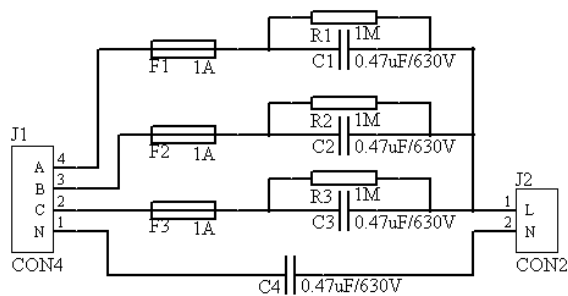 R1 1M
F1 1A C1 0.47uF/630V
R2 1M
F2 1A C2 0.47uF/630V
R3 1M
F3 1A C3 0.47uF/630V
J1
A 4
B 3
C 2
N 1
CON4
J2
1 L
2 N
CON2
C4 0.47uF/630V